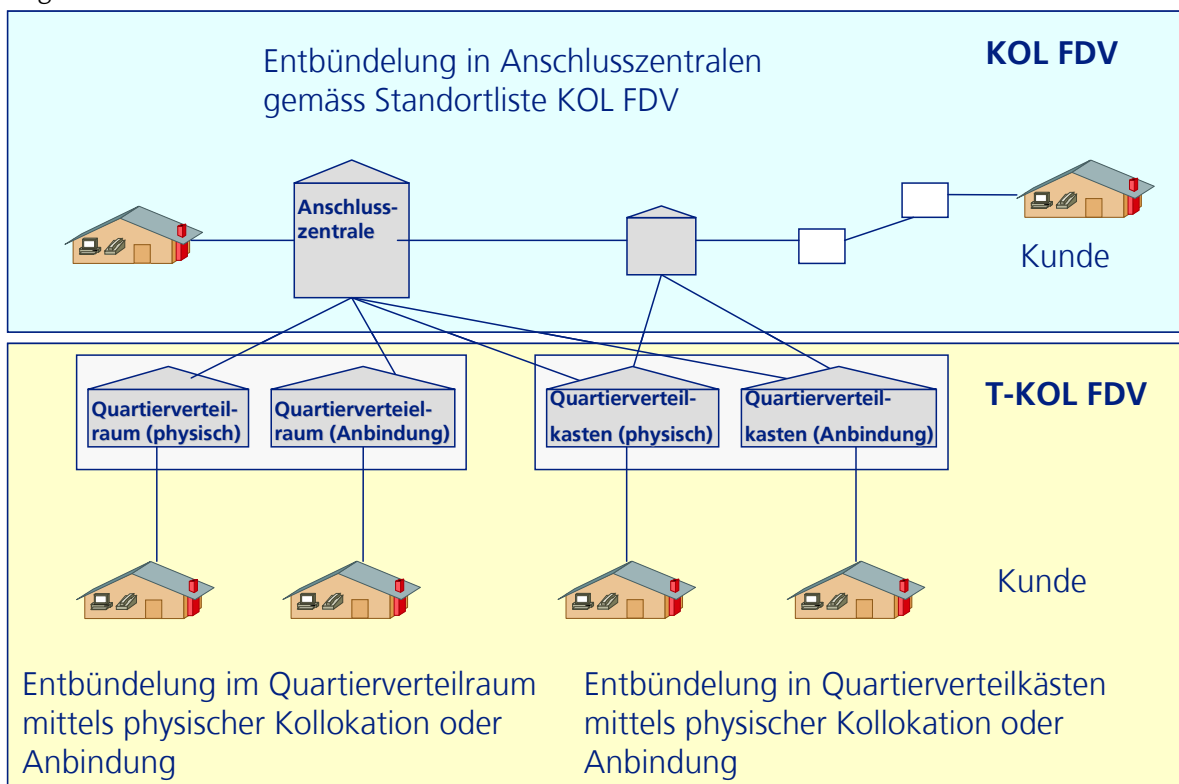 Entbündelung in Anschlusszentralen
gemäss Standortliste KOL FDV
KOL FDV
Anschluss-
zentrale
Kunde
T-KOL FDV
Quartierverteil-
raum (physisch)
Quartierverteiel-
raum (Anbindung)
Quartierverteil-
kasten (physisch)
Quartierverteil-
kasten (Anbindung)
Kunde
Entbündelung im Quartierverteilraum
mittels physischer Kollokation oder
Anbindung
Entbündelung in Quartierverteilkästen
mittels physischer Kollokation oder
Anbindung